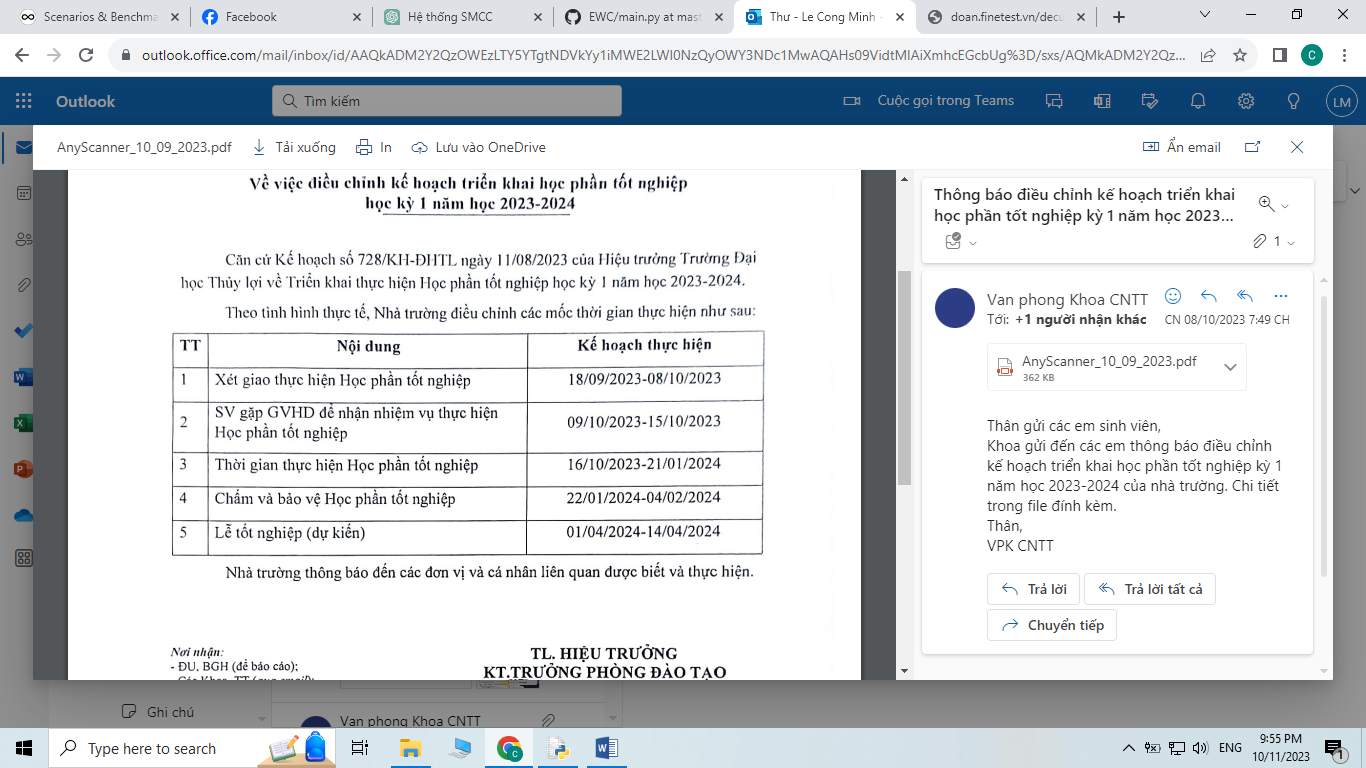 Scenarios & Benchma
Facebook
Hệ thống SMCC
EWC/main.py at mast
Thư - Le Cong Minh -
doan.finetest.vn/decu
outlook.office.com/mail/inbox/id/AAQkADM2Y2QzOWEzLTY5YTgtNDVkYy1iMWE2LWI0NzQyOWY3NDc1MwAQAHs09VidtMIAiXmhcEGcbUg%3D/sxs/AQMkADM2Y2Qz...
C
Outlook
Tìm kiếm
Cuộc gọi trong Teams
LM
AnyScanner_10_09_2023.pdf
Tải xuống
In
Lưu vào OneDrive
Ẩn email
Về việc điều chỉnh kế hoạch triển khai học phần tốt nghiệp
học kỳ 1 năm học 2023-2024
Căn cứ Kế hoạch số 728/KH-ĐHTL ngày 11/08/2023 của Hiệu trưởng Trường Đại
học Thủy lợi về Triển khai thực hiện Học phần tốt nghiệp học kỳ 1 năm học 2023-2024.
Theo tình hình thực tế, Nhà trường điều chỉnh các mốc thời gian thực hiện như sau:
TT Nội dung Kế hoạch thực hiện
1 Xét giao thực hiện Học phần tốt nghiệp 18/09/2023-08/10/2023
2 SV gặp GVHD để nhận nhiệm vụ thực hiện
Học phần tốt nghiệp 09/10/2023-15/10/2023
3 Thời gian thực hiện Học phần tốt nghiệp 16/10/2023-21/01/2024
4 Chấm và bảo vệ Học phần tốt nghiệp 22/01/2024-04/02/2024
5 Lễ tốt nghiệp (dự kiến) 01/04/2024-14/04/2024
Nhà trường thông báo đến các đơn vị và cá nhân liên quan được biết và thực hiện.
Nơi nhận:
- ĐU, BGH (để báo cáo);
- Các Khoa, TT (qua email);
TL. HIỆU TRƯỞNG
KT.TRƯỞNG PHÒNG ĐÀO TẠO
Thông báo điều chỉnh kế hoạch triển khai
học phần tốt nghiệp kỳ 1 năm học 2023...
1
Van phong Khoa CNTT
Tới: +1 người nhận khác
CN 08/10/2023 7:49 CH
AnyScanner_10_09_2023.pdf
362 KB
Thân gửi các em sinh viên,
Khoa gửi đến các em thông báo điều chỉnh
kế hoạch triển khai học phần tốt nghiệp kỳ 1
năm học 2023-2024 của nhà trường. Chi tiết
trong file đính kèm.
Thân,
VPK CNTT
Trả lời
Trả lời tất cả
Chuyển tiếp
Ghi chú
Van phong Khoa CNTT
Type here to search
ENG
9:55 PM
10/11/2023
1